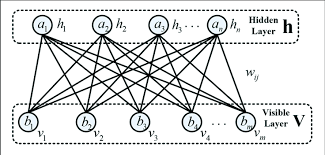 Hidden
a1 h1 a2 h2 a3 h3 ··· an hn Layer h
wij
Visible
b1 b2 b3 b4 ··· bm Layer V
v1 v2 v3 v4 vm